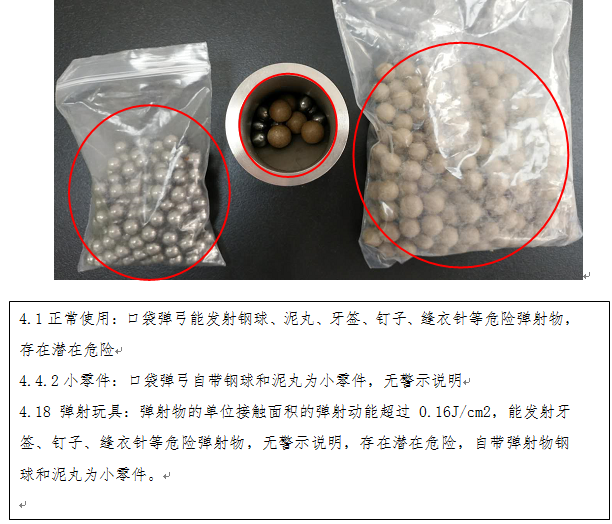 4.1正常使用：口袋弹弓能发射钢球、泥丸、牙签、钉子、缝衣针等危险弹射物，
存在潜在危险
4.4.2小零件：口袋弹弓自带钢球和泥丸为小零件，无警示说明
4.18 弹射玩具：弹射物的单位接触面积的弹射动能超过 0.16J/cm2，能发射牙
签、钉子、缝衣针等危险弹射物，无警示说明，存在潜在危险，自带弹射物钢
球和泥丸为小零件。